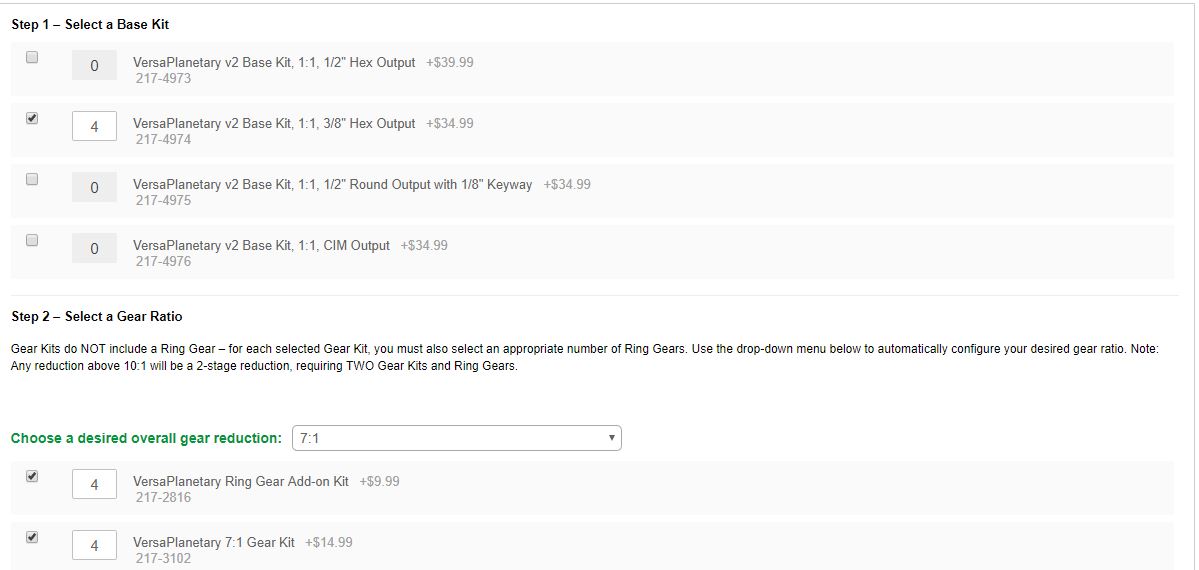 Step 1 – Select a Base Kit
0 VersaPlanetary v2 Base Kit, 1:1, 1/2" Hex Output +$39.99
217-4973
4 VersaPlanetary v2 Base Kit, 1:1, 3/8" Hex Output +$34.99
217-4974
0 VersaPlanetary v2 Base Kit, 1:1, 1/2" Round Output with 1/8" Keyway +$34.99
217-4975
0 VersaPlanetary v2 Base Kit, 1:1, CIM Output +$34.99
217-4976
Step 2 – Select a Gear Ratio
Gear Kits do NOT include a Ring Gear – for each selected Gear Kit, you must also select an appropriate number of Ring Gears. Use the drop-down menu below to automatically configure your desired gear ratio. Note:
Any reduction above 10:1 will be a 2-stage reduction, requiring TWO Gear Kits and Ring Gears.
Choose a desired overall gear reduction: 7:1
4 VersaPlanetary Ring Gear Add-on Kit +$9.99
217-2816
4 VersaPlanetary 7:1 Gear Kit +$14.99
217-3102